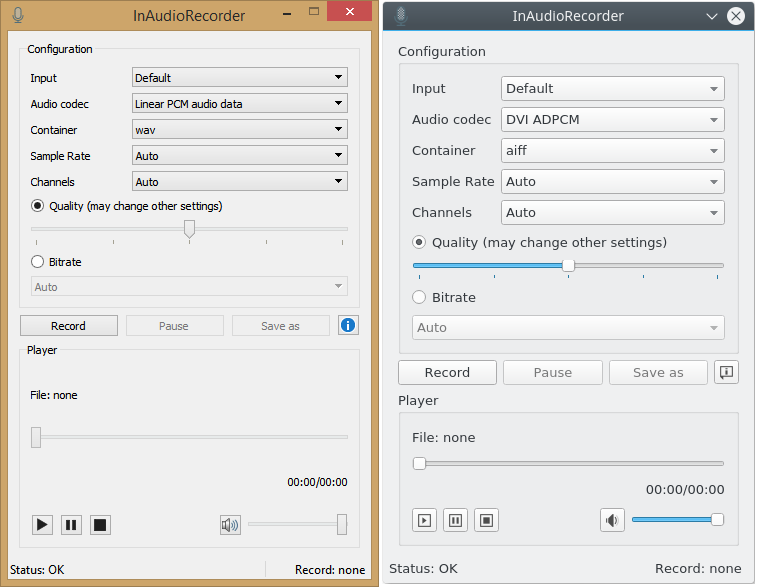 InAudioRecorder
Configuration
Input Default
Audio codec Linear PCM audio data
Container wav
Sample Rate Auto
Channels Auto
Quality (may change other settings)
Bitrate
Auto
Record Pause Save as
Player
File: none
00:00/00:00
Status: OK Record: none
InAudioRecorder
Configuration
Input Default
Audio codec DVI ADPCM
Container aiff
Sample Rate Auto
Channels Auto
Quality (may change other settings)
Bitrate
Auto
Record Pause Save as
Player
File: none
00:00/00:00
Status: OK Record: none